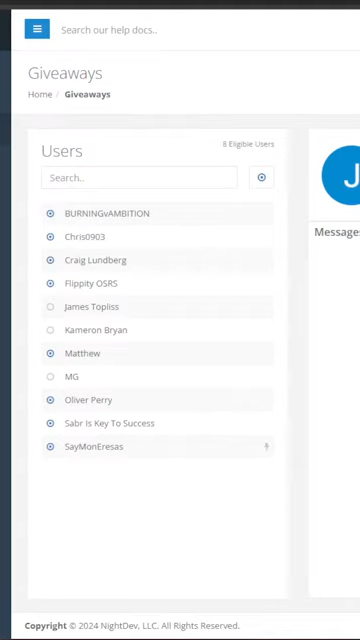 Search our help docs..
Giveaways
Home / Giveaways
Users
8 Eligible Users
Search..
BURNINGvAMBITION
Chris0903
Craig Lundberg
Flippity OSRS
James Topliss
Kameron Bryan
Matthew
MG
Oliver Perry
Sabr Is Key To Success
SayMonEresas
J
Messages
Copyright © 2024 NightDev, LLC. All Rights Reserved.